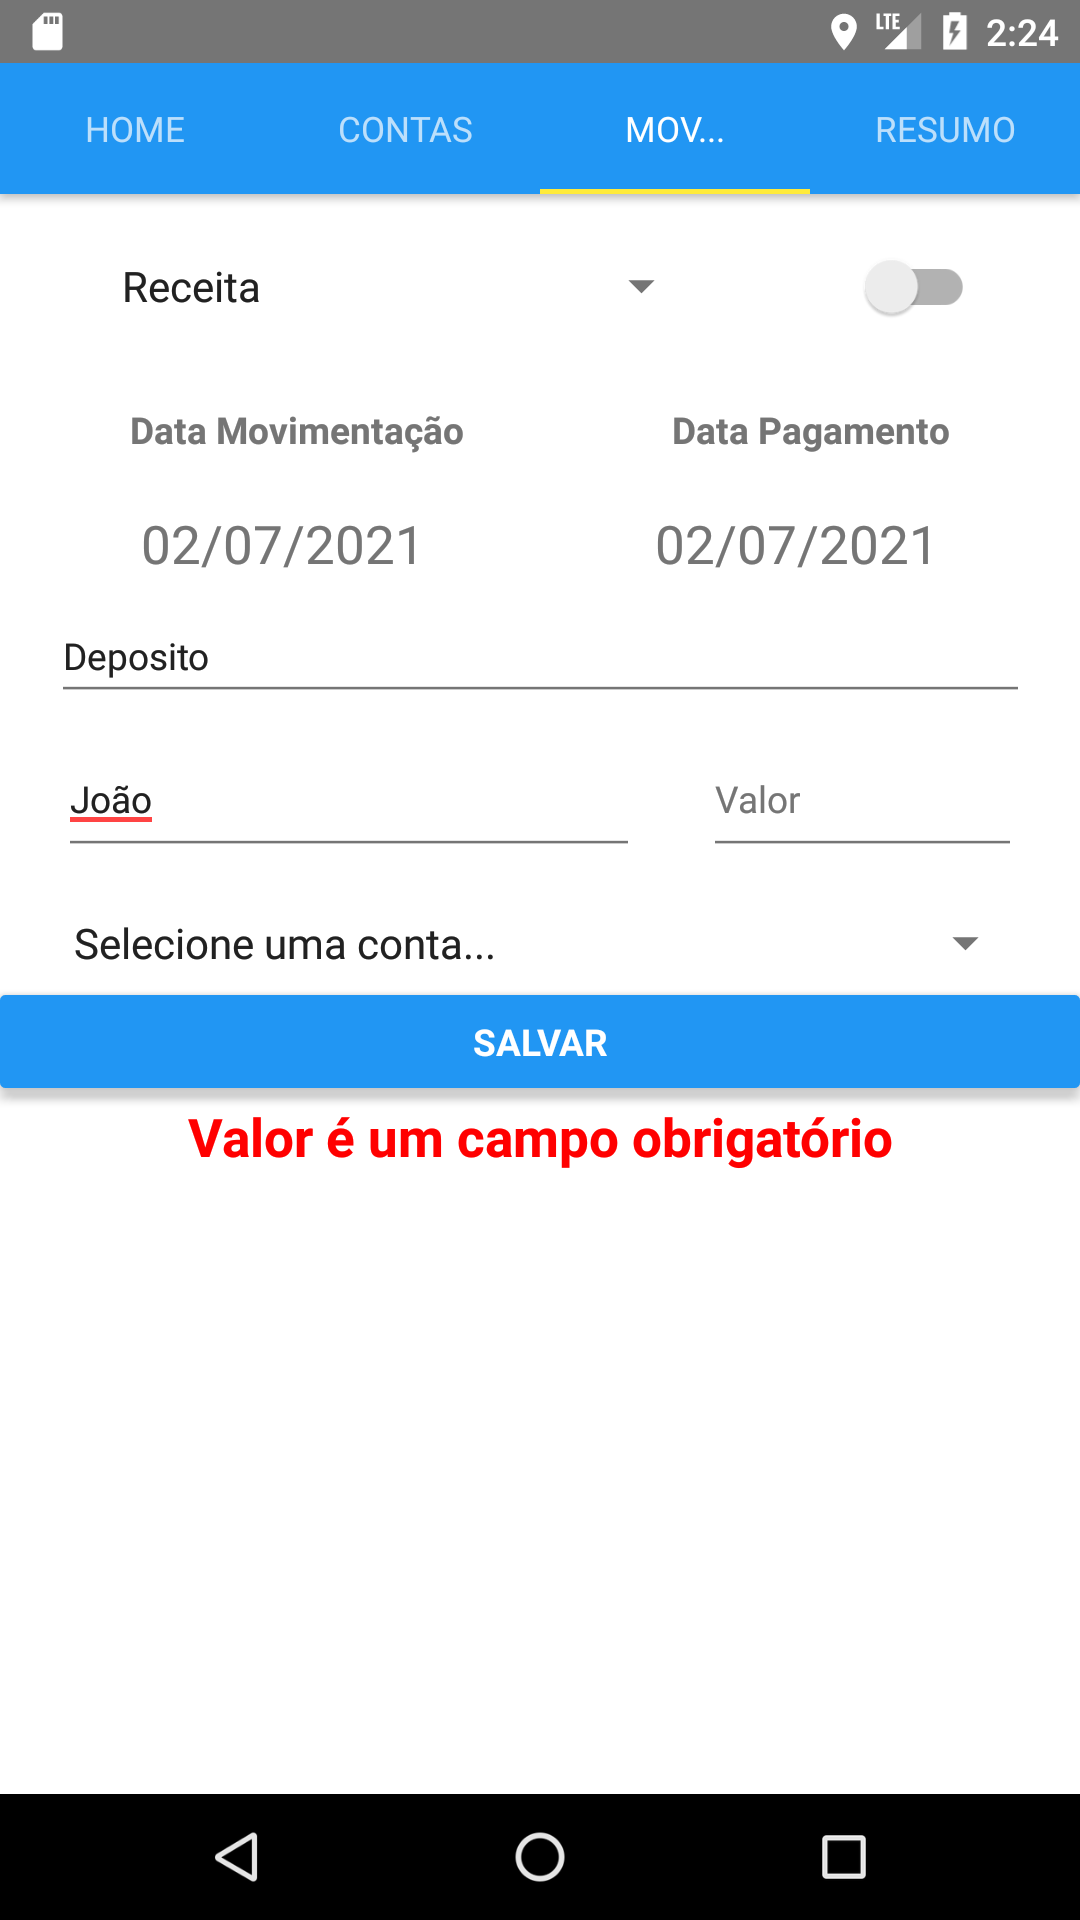 LTE 2:24
HOME CONTAS MOV... RESUMO
Receita
Data Movimentação Data Pagamento
02/07/2021 02/07/2021
Deposito
João Valor
Selecione uma conta...
SALVAR
Valor é um campo obrigatório